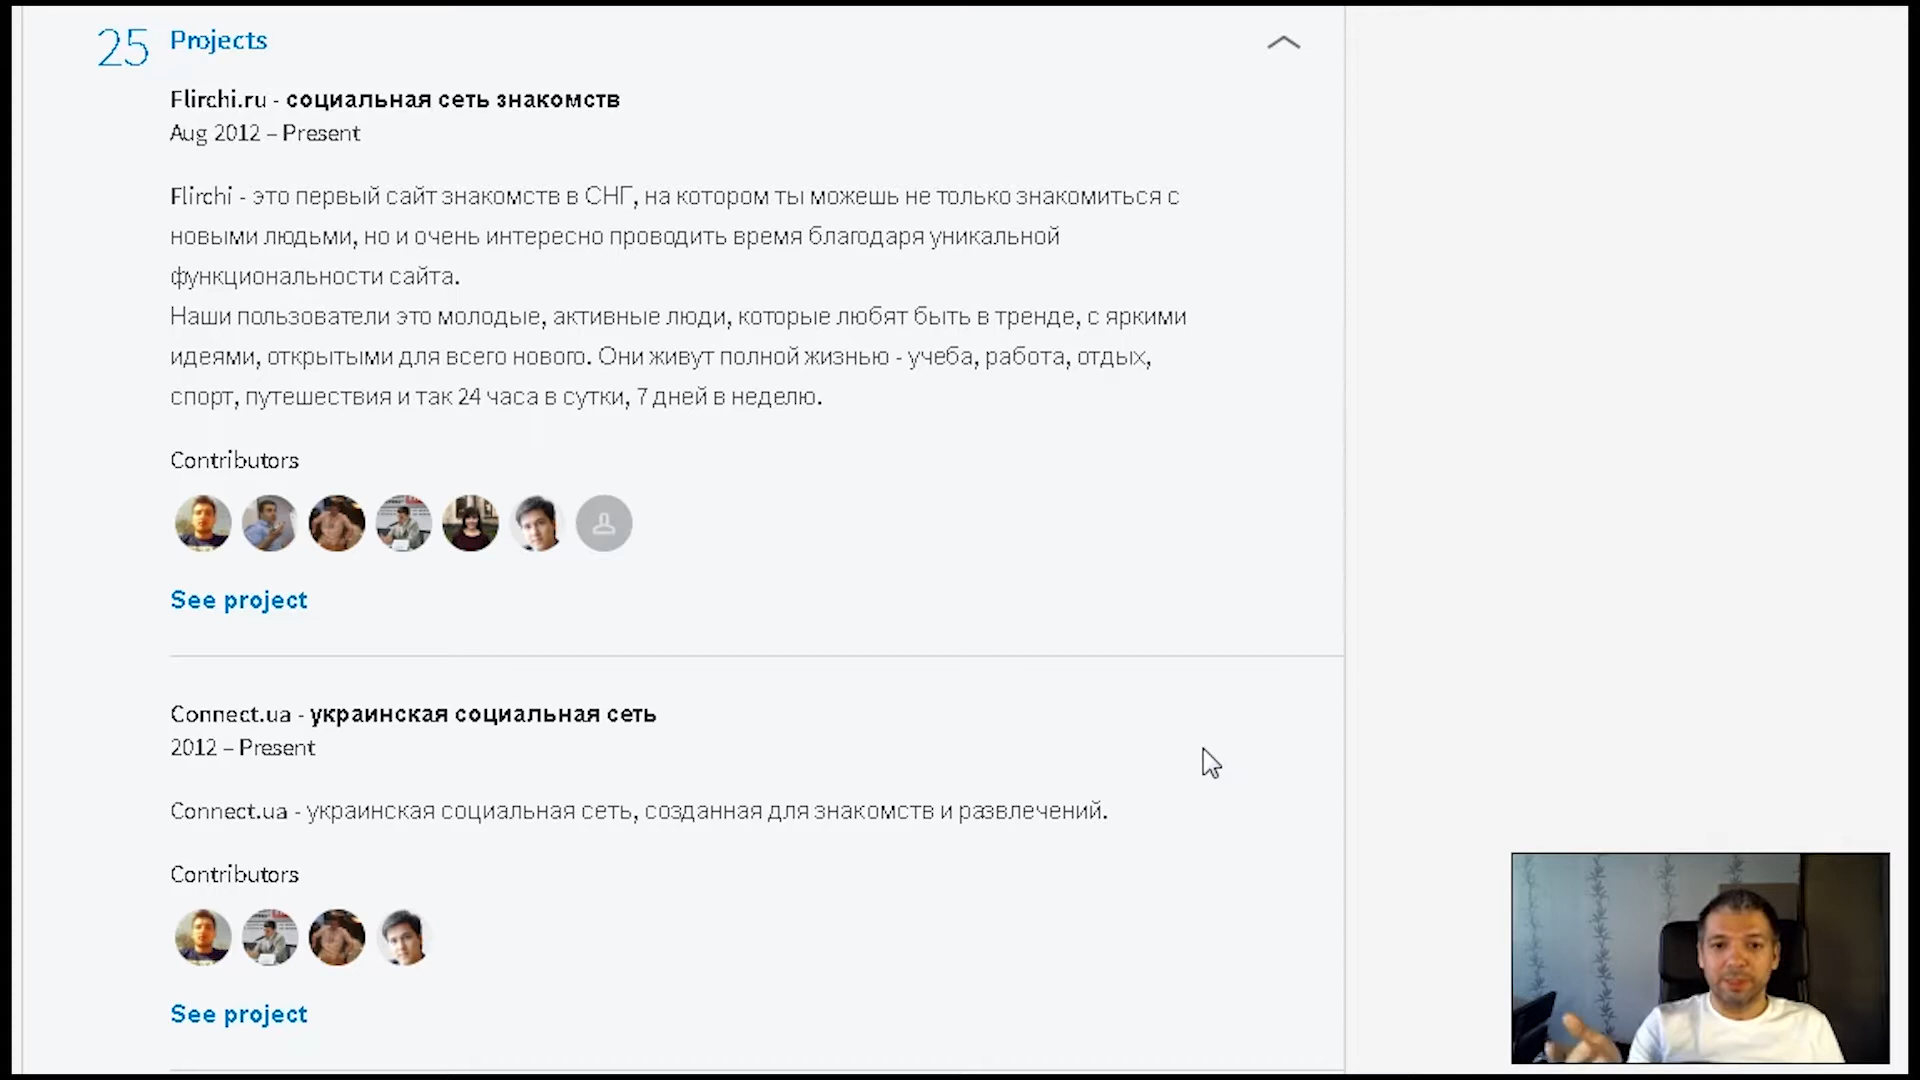 25 Projects
Flirchi.ru - социальная сеть знакомств
Aug 2012 – Present
Flirchi - это первый сайт знакомств в СНГ, на котором ты можешь не только знакомиться с
новыми людьми, но и очень интересно проводить время благодаря уникальной
функциональности сайта.
Наши пользователи это молодые, активные люди, которые любят быть в тренде, с яркими
идеями, открытыми для всего нового. Они живут полной жизнью - учеба, работа, отдых,
спорт, путешествия и так 24 часа в сутки, 7 дней в неделю.
Contributors
See project
Connect.ua - украинская социальная сеть
2012 – Present
Connect.ua - украинская социальная сеть, созданная для знакомств и развлечений.
Contributors
See project